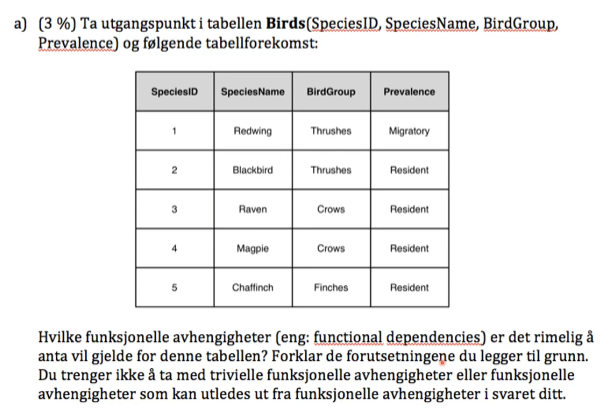 a) (3 %) Ta utgangspunkt i tabellen Birds(SpeciesID, SpeciesName, BirdGroup,
Prevalence) og følgende tabellforekomst:
SpeciesID SpeciesName BirdGroup Prevalence
1 Redwing Thrushes Migratory
2 Blackbird Thrushes Resident
3 Raven Crows Resident
4 Magpie Crows Resident
5 Chaffinch Finches Resident
Hvilke funksjonelle avhengigheter (eng: functional dependencies) er det rimelig å
anta vil gjelde for denne tabellen? Forklar de forutsetningene du legger til grunn.
Du trenger ikke å ta med trivielle funksjonelle avhengigheter eller funksjonelle
avhengigheter som kan utledes ut fra funksjonelle avhengigheter i svaret ditt.